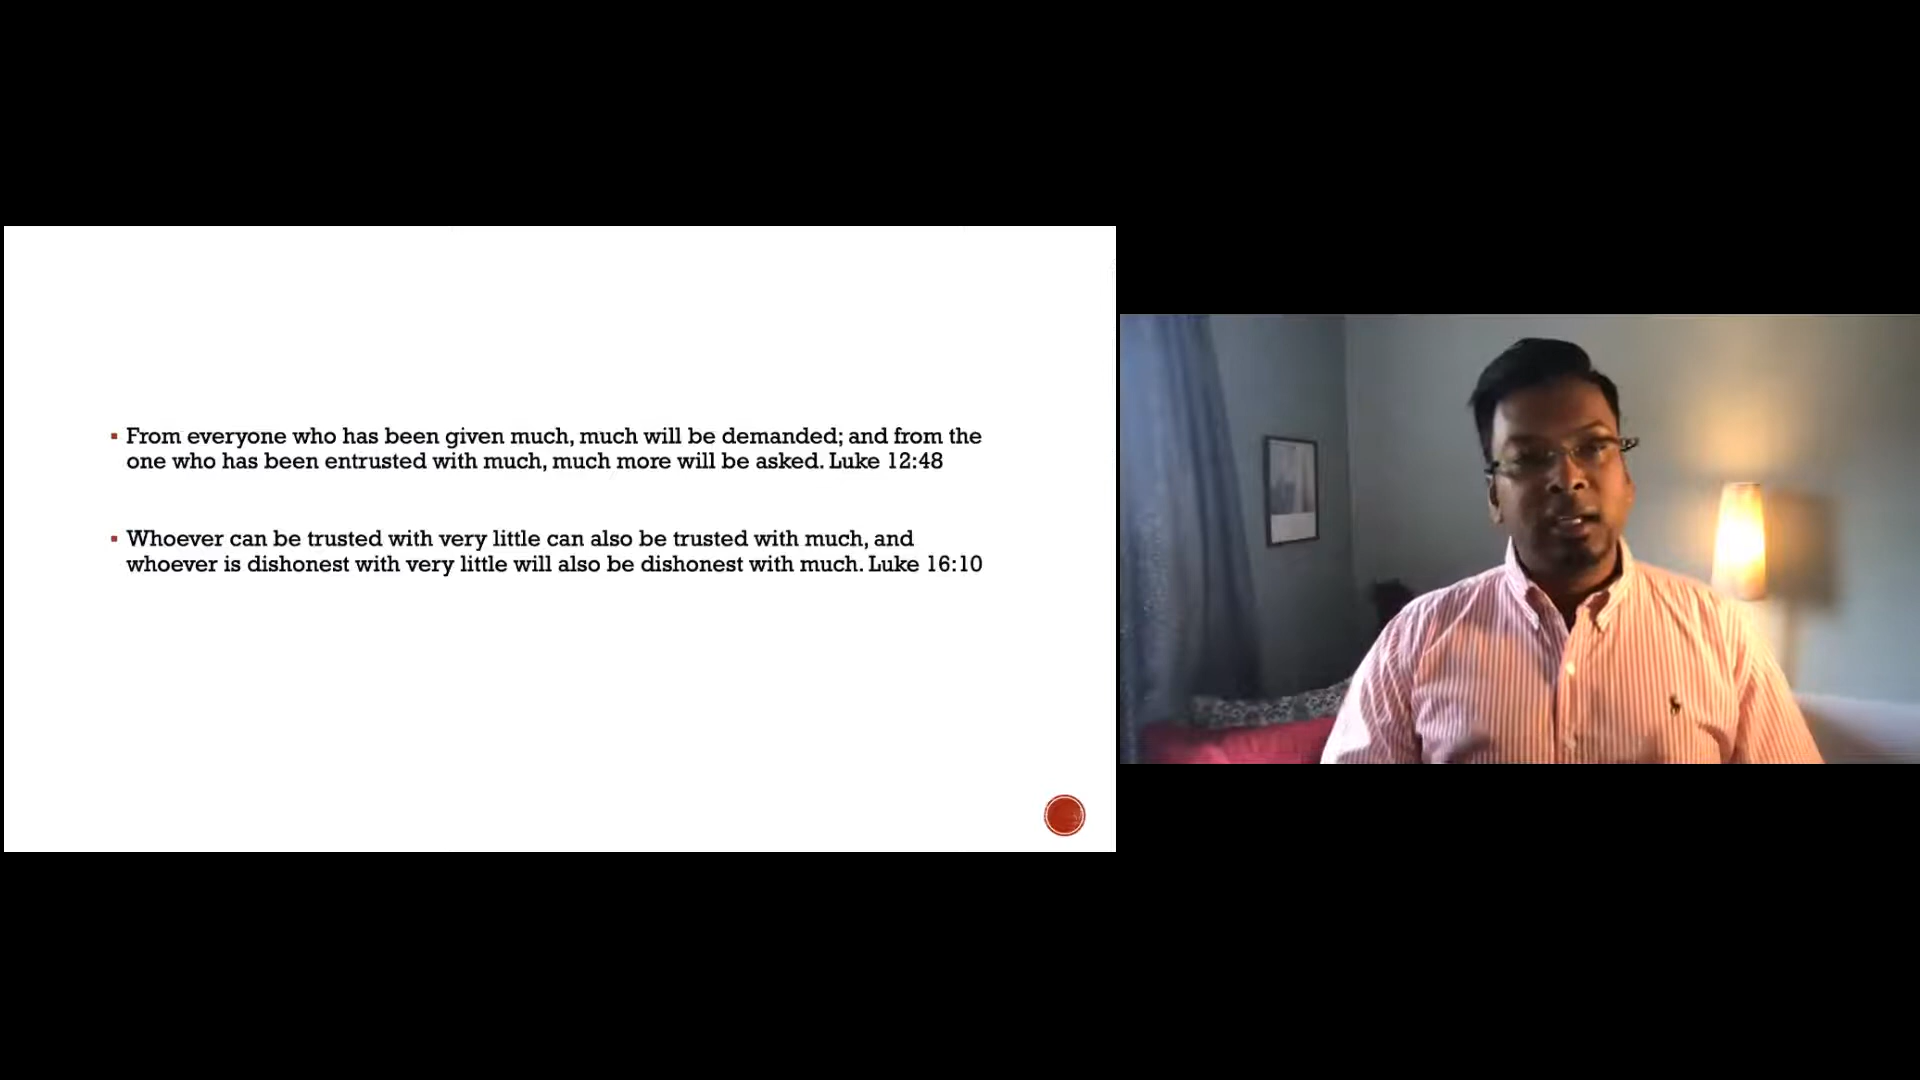 From everyone who has been given much, much will be demanded; and from the
one who has been entrusted with much, much more will be asked. Luke 12:48
Whoever can be trusted with very little can also be trusted with much, and
whoever is dishonest with very little will also be dishonest with much. Luke 16:10